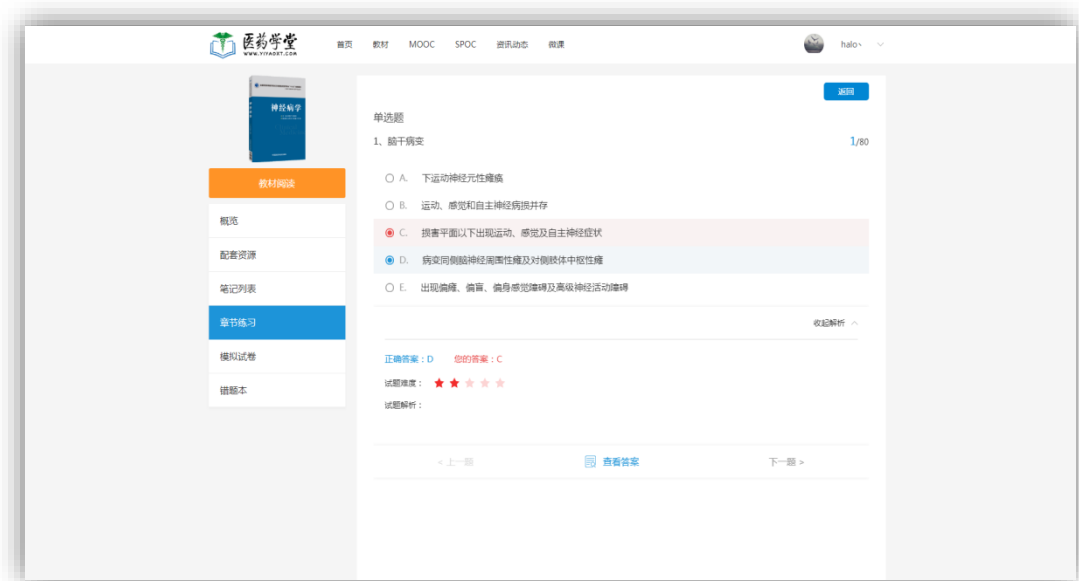 医药学堂
WWW.YIYAOXT.COM
首页 教材 MOOC SPOC 资讯动态 微课
halo
神经病学
教材阅读
概览
配套资源
笔记列表
章节练习
模拟试卷
错题本
返回
单选题
1、脑干病变 1/80
A. 下运动神经元性瘫痪
B. 运动、感觉和自主神经病损并存
C. 损害平面以下出现运动、感觉及自主神经症状
D. 病变同侧脑神经周围性瘫及对侧肢体中枢性瘫
E. 出现偏瘫、偏盲、偏身感觉障碍及高级神经活动障碍
收起解析
正确答案：D 您的答案：C
试题难度：
试题解析：
< 上一题 查看答案 下一题 >